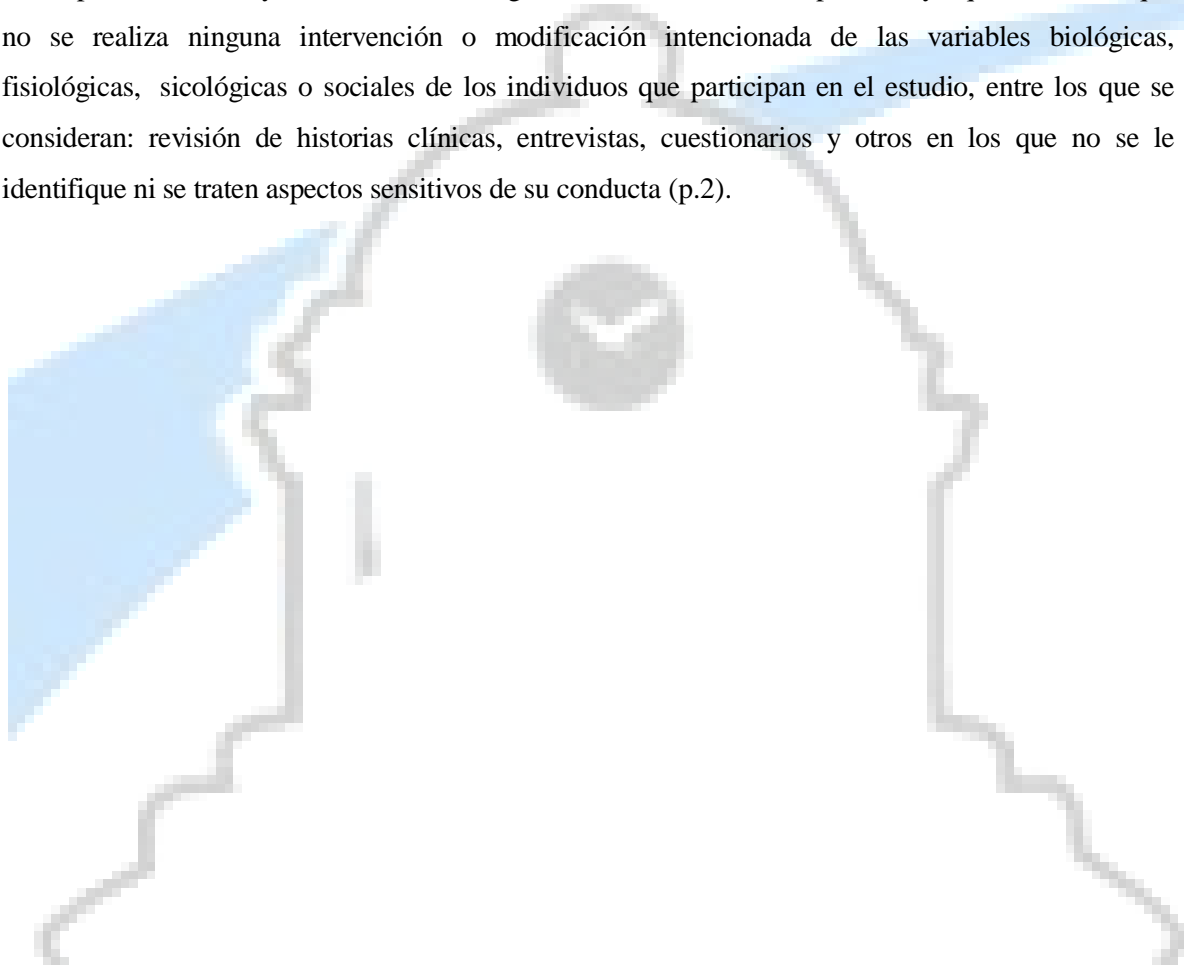 no se realiza ninguna intervención o modificación intencionada de las variables biológicas,
fisiológicas, sicológicas o sociales de los individuos que participan en el estudio, entre los que se
consideran: revisión de historias clínicas, entrevistas, cuestionarios y otros en los que no se le
identifique ni se traten aspectos sensitivos de su conducta (p.2).